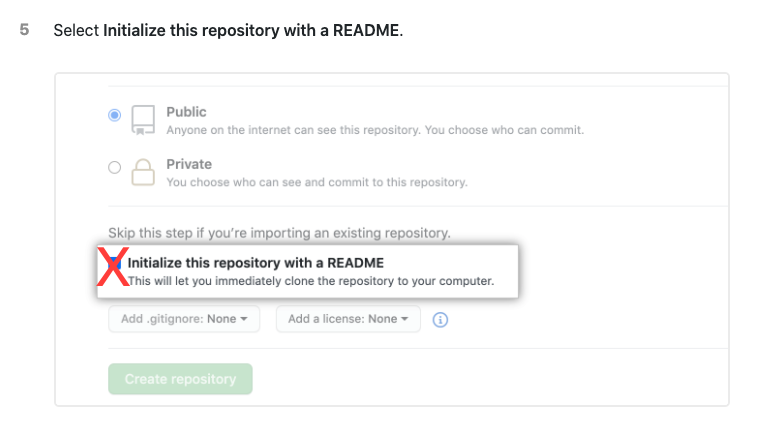 5 Select Initialize this repository with a README.
Public
Anyone on the internet can see this repository. You choose who can commit.
Private
You choose who can see and commit to this repository.
Skip this step if you're importing an existing repository.
Initialize this repository with a README
This will let you immediately clone the repository to your computer.
Add .gitignore: None Add a license: None
Create repository